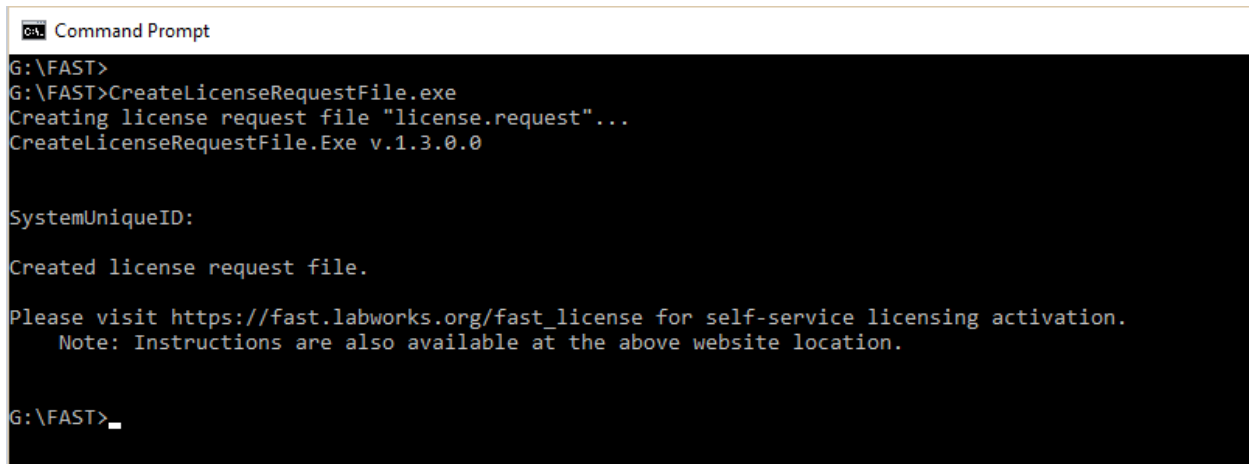 Command Prompt
G:\FAST>
G:\FAST>CreateLicenseRequestFile.exe
Creating license request file "license.request"...
CreateLicenseRequestFile.Exe v.1.3.0.0
SystemUniqueID:
Created license request file.
Please visit https://fast.labworks.org/fast_license for self-service licensing activation.
Note: Instructions are also available at the above website location.
G:\FAST>